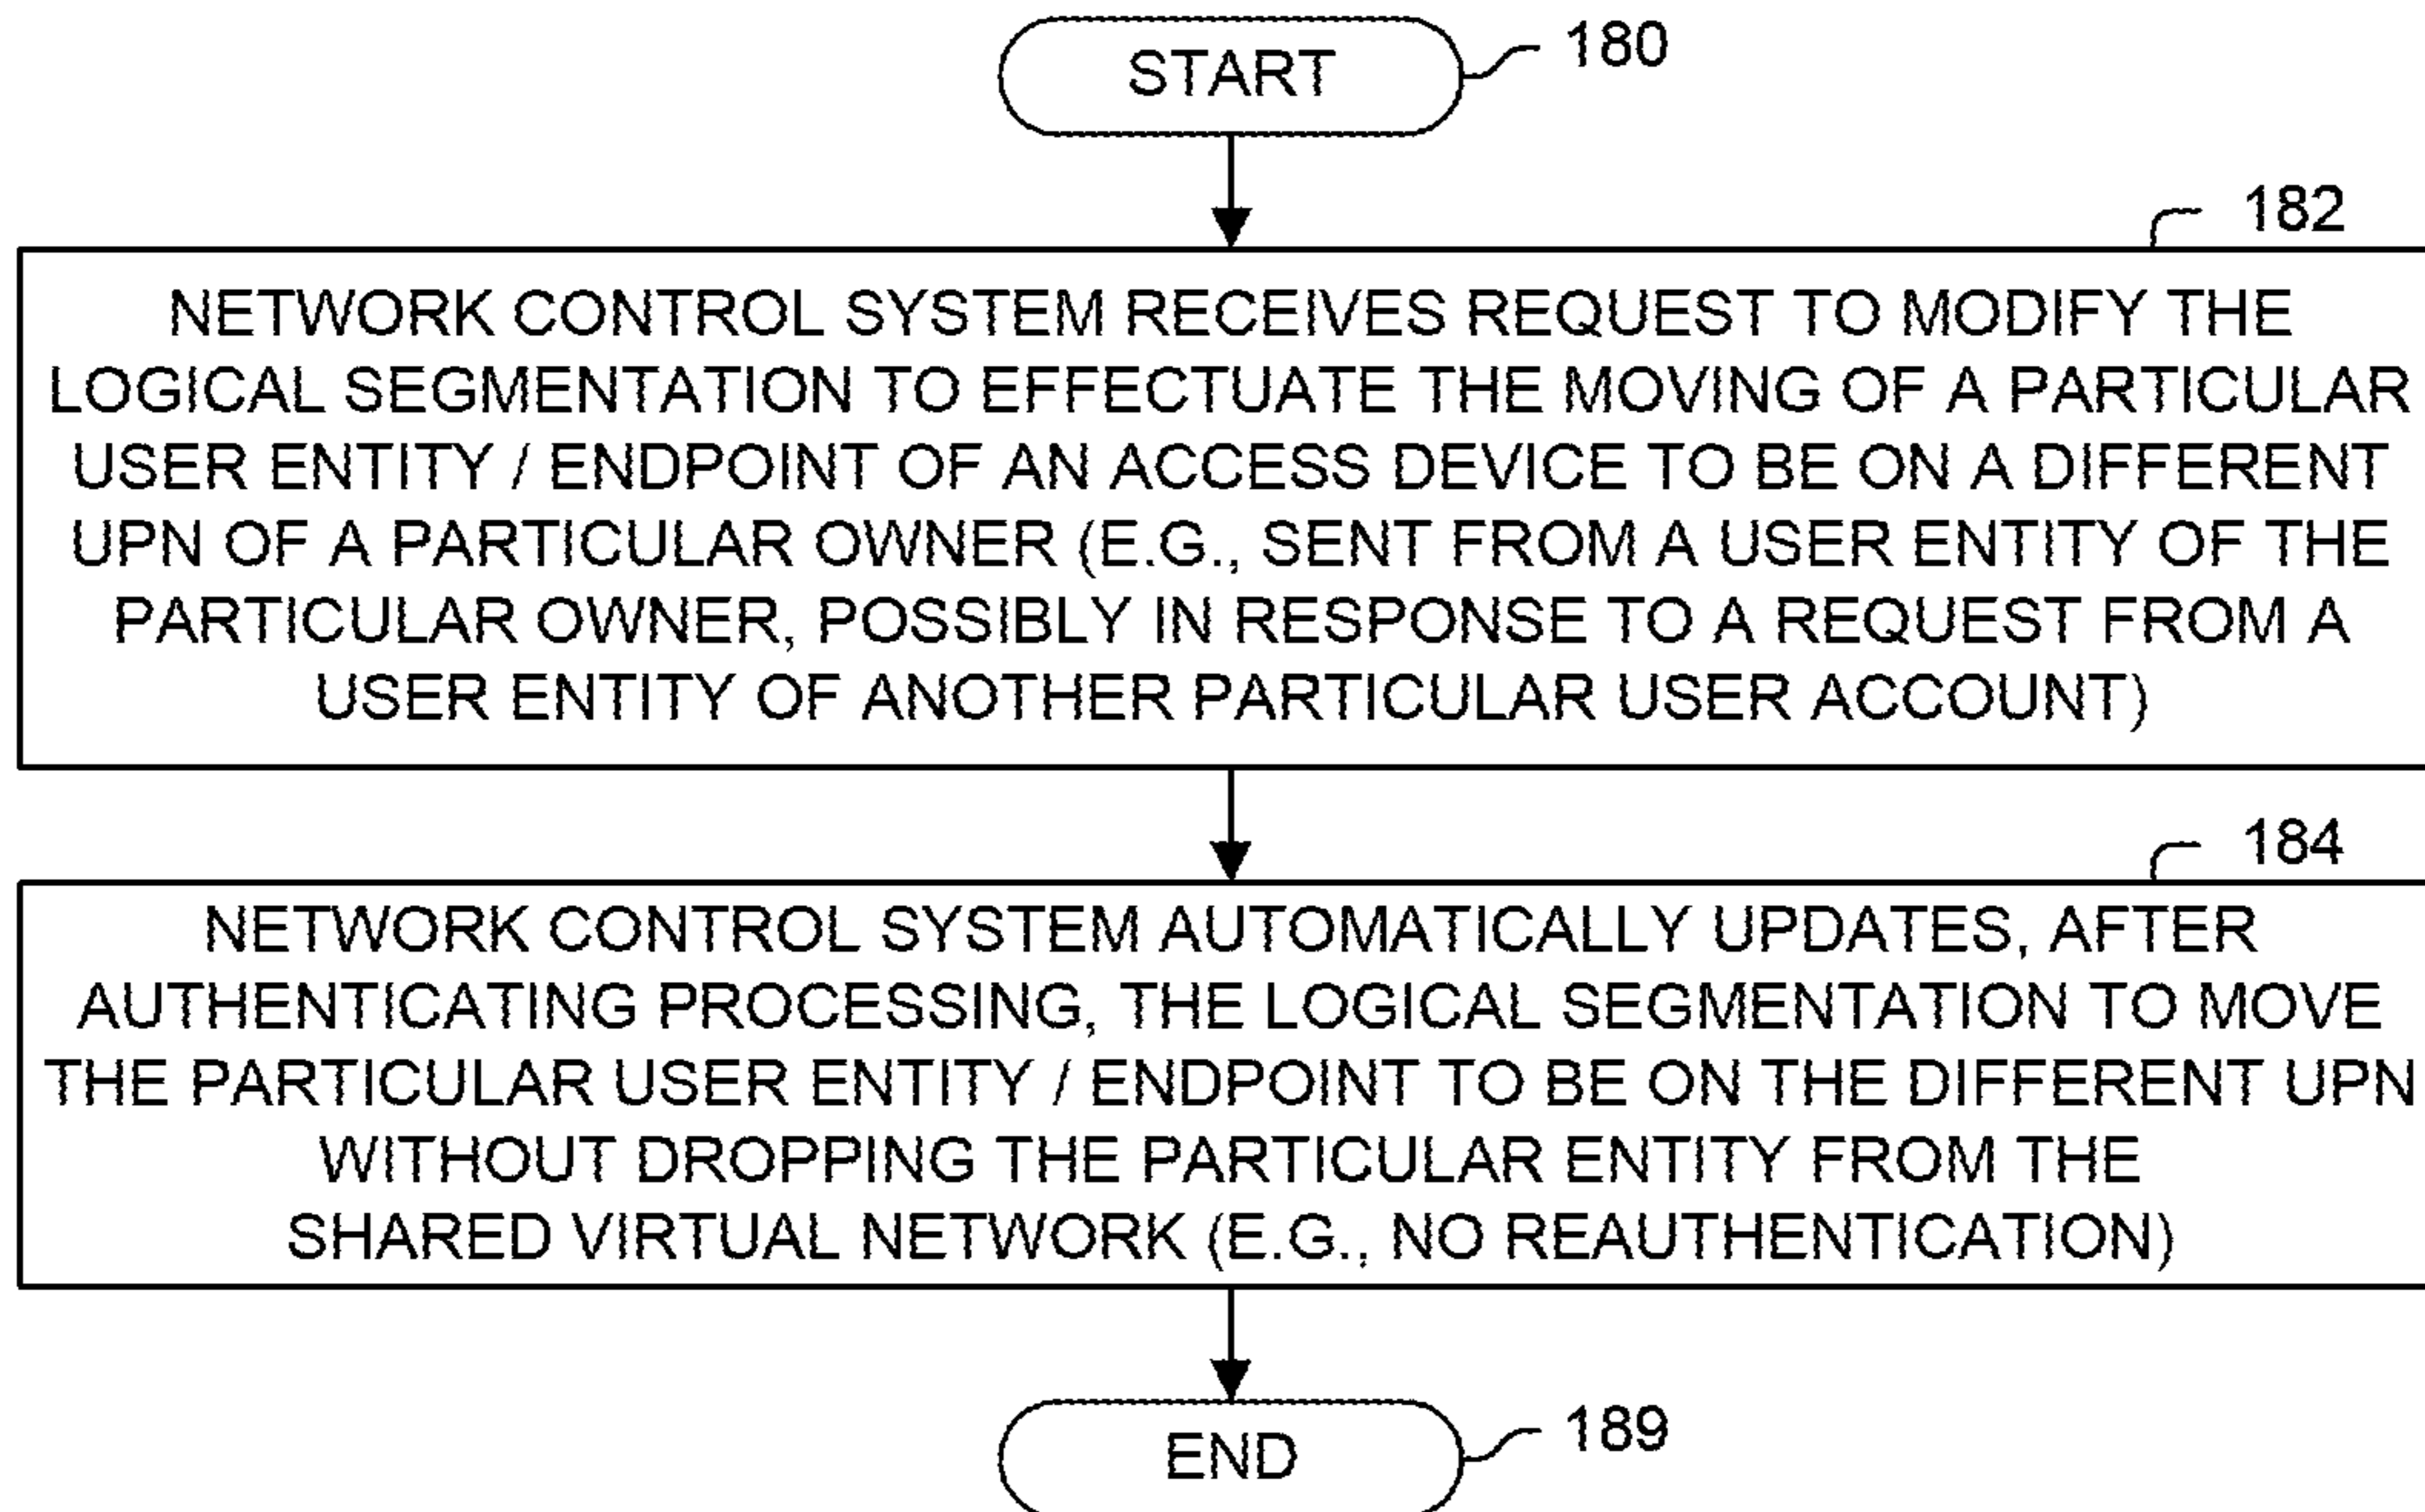 START
180
182
NETWORK CONTROL SYSTEM RECEIVES REQUEST TO MODIFY THE
LOGICAL SEGMENTATION TO EFFECTUATE THE MOVING OF A PARTICULAR
USER ENTITY / ENDPOINT OF AN ACCESS DEVICE TO BE ON A DIFFERENT
UPN OF A PARTICULAR OWNER (E.G., SENT FROM A USER ENTITY OF THE
PARTICULAR OWNER, POSSIBLY IN RESPONSE TO A REQUEST FROM A
USER ENTITY OF ANOTHER PARTICULAR USER ACCOUNT)
184
NETWORK CONTROL SYSTEM AUTOMATICALLY UPDATES, AFTER
AUTHENTICATING PROCESSING, THE LOGICAL SEGMENTATION TO MOVE
THE PARTICULAR USER ENTITY / ENDPOINT TO BE ON THE DIFFERENT UPN
WITHOUT DROPPING THE PARTICULAR ENTITY FROM THE
SHARED VIRTUAL NETWORK (E.G., NO REAUTHENTICATION)
END
189